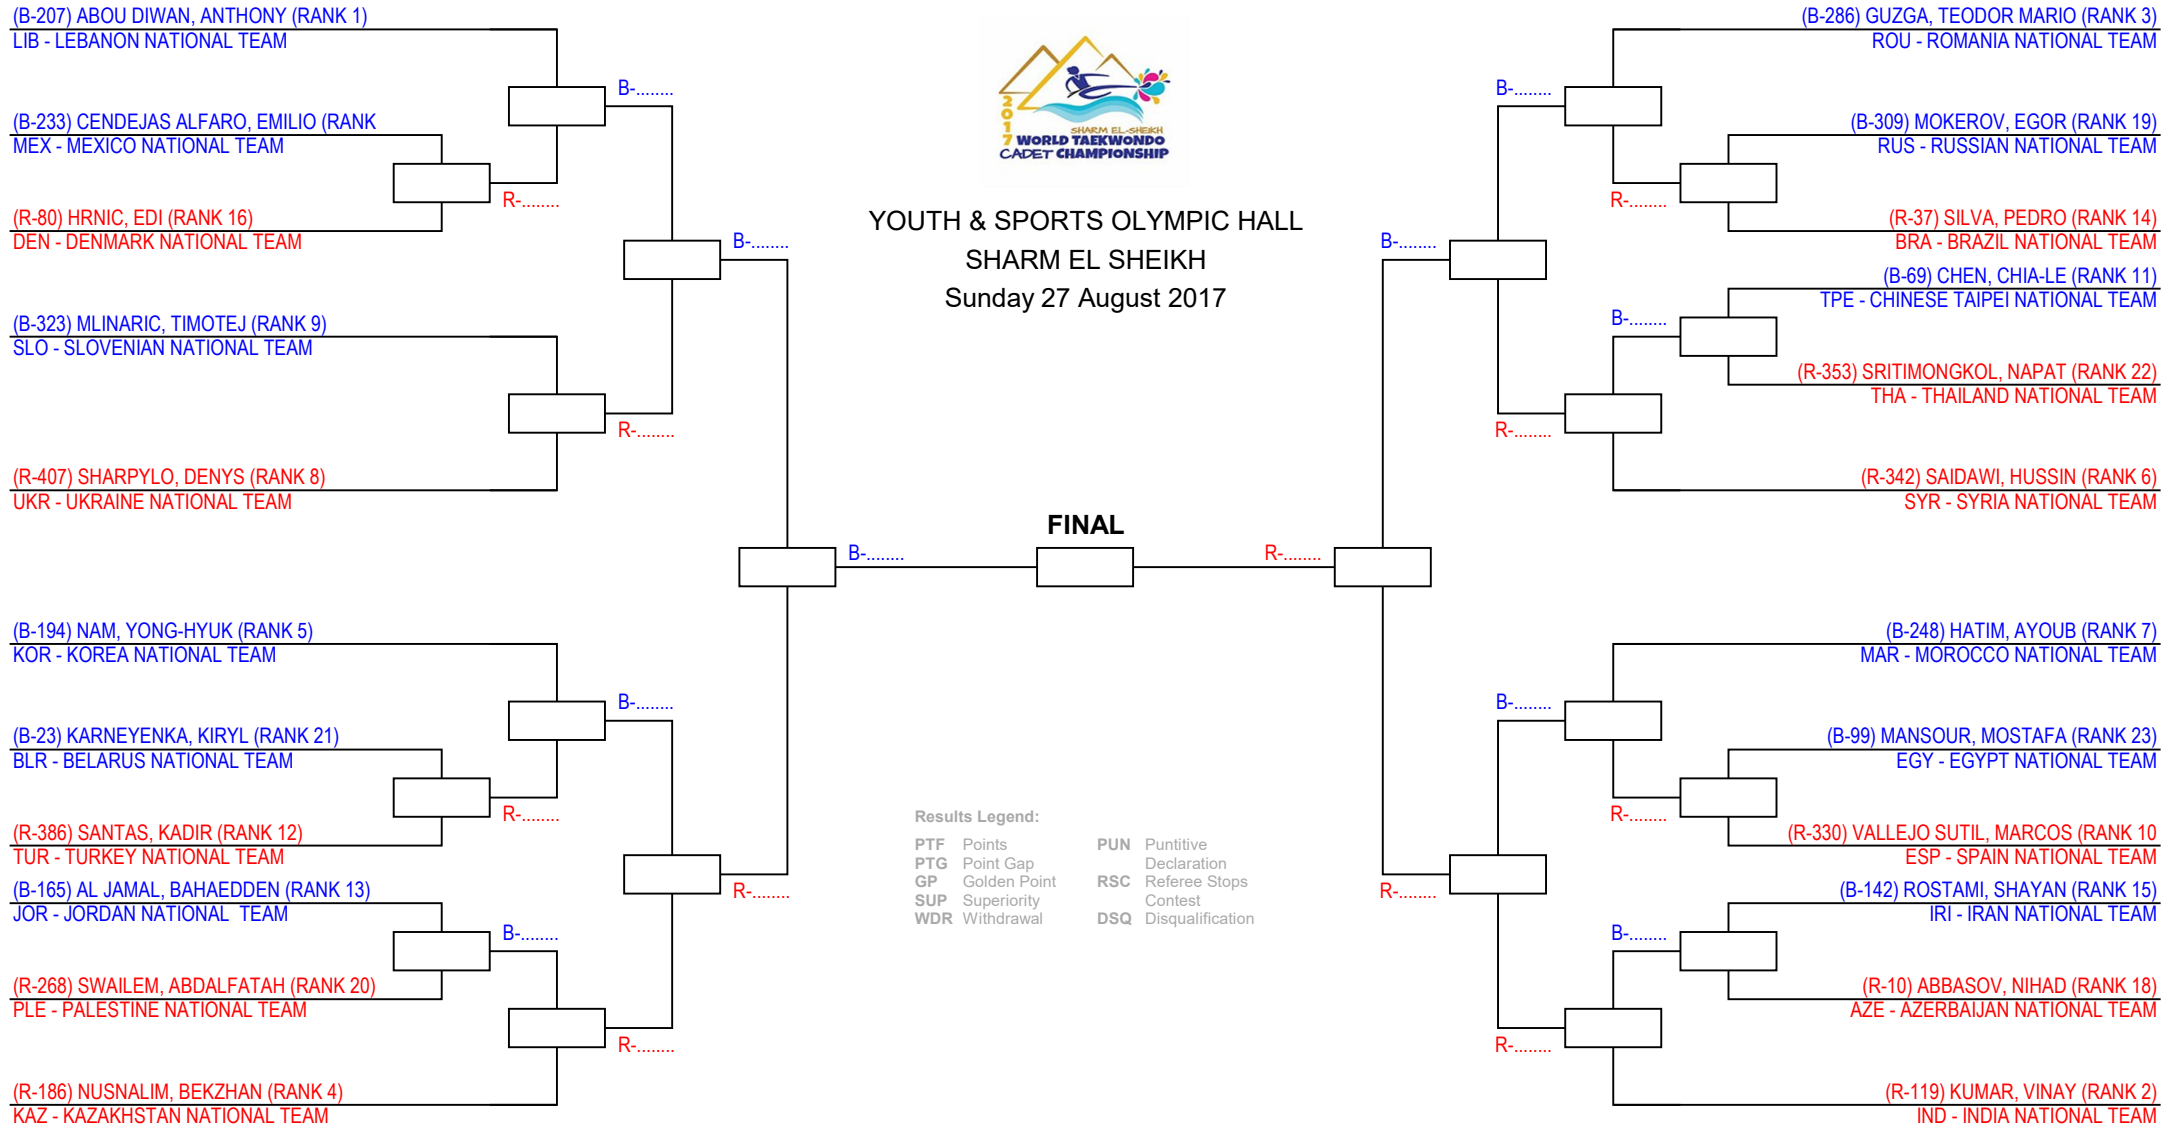 (B-207) ABOU DIWAN, ANTHONY (RANK 1)
LIB - LEBANON NATIONAL TEAM
B-........
(B-233) CENDEJAS ALFARO, EMILIO (RANK
MEX - MEXICO NATIONAL TEAM
R-........
(R-80) HRNIC, EDI (RANK 16)
DEN - DENMARK NATIONAL TEAM
B-........
(B-323) MLINARIC, TIMOTEJ (RANK 9)
SLO - SLOVENIAN NATIONAL TEAM
R-........
(R-407) SHARPYLO, DENYS (RANK 8)
UKR - UKRAINE NATIONAL TEAM
B-........
(B-194) NAM, YONG-HYUK (RANK 5)
KOR - KOREA NATIONAL TEAM
B-........
(B-23) KARNEYENKA, KIRYL (RANK 21)
BLR - BELARUS NATIONAL TEAM
R-........
(R-386) SANTAS, KADIR (RANK 12)
TUR - TURKEY NATIONAL TEAM
R-........
(B-165) AL JAMAL, BAHAEDDEN (RANK 13)
JOR - JORDAN NATIONAL  TEAM
B-........
(R-268) SWAILEM, ABDALFATAH (RANK 20)
PLE - PALESTINE NATIONAL TEAM
R-........
(R-186) NUSNALIM, BEKZHAN (RANK 4)
KAZ - KAZAKHSTAN NATIONAL TEAM
2017
SHARM EL-SHEIKH
WORLD TAEKWONDO
CADET CHAMPIONSHIP
YOUTH & SPORTS OLYMPIC HALL
SHARM EL SHEIKH
Sunday 27 August 2017
FINAL
Results Legend:
PTF Points
PTG Point Gap
GP Golden Point
SUP Superiority
WDR Withdrawal
PUN Puntitive
Declaration
RSC Referee Stops
Contest
DSQ Disqualification
(B-286) GUZGA, TEODOR MARIO (RANK 3)
ROU - ROMANIA NATIONAL TEAM
B-........
(B-309) MOKEROV, EGOR (RANK 19)
RUS - RUSSIAN NATIONAL TEAM
R-........
(R-37) SILVA, PEDRO (RANK 14)
BRA - BRAZIL NATIONAL TEAM
B-........
(B-69) CHEN, CHIA-LE (RANK 11)
TPE - CHINESE TAIPEI NATIONAL TEAM
B-........
(R-353) SRITIMONGKOL, NAPAT (RANK 22)
THA - THAILAND NATIONAL TEAM
R-........
(R-342) SAIDAWI, HUSSIN (RANK 6)
SYR - SYRIA NATIONAL TEAM
R-........
(B-248) HATIM, AYOUB (RANK 7)
MAR - MOROCCO NATIONAL TEAM
B-........
(B-99) MANSOUR, MOSTAFA (RANK 23)
EGY - EGYPT NATIONAL TEAM
R-........
(R-330) VALLEJO SUTIL, MARCOS (RANK 10
ESP - SPAIN NATIONAL TEAM
R-........
(B-142) ROSTAMI, SHAYAN (RANK 15)
IRI - IRAN NATIONAL TEAM
B-........
(R-10) ABBASOV, NIHAD (RANK 18)
AZE - AZERBAIJAN NATIONAL TEAM
R-........
(R-119) KUMAR, VINAY (RANK 2)
IND - INDIA NATIONAL TEAM